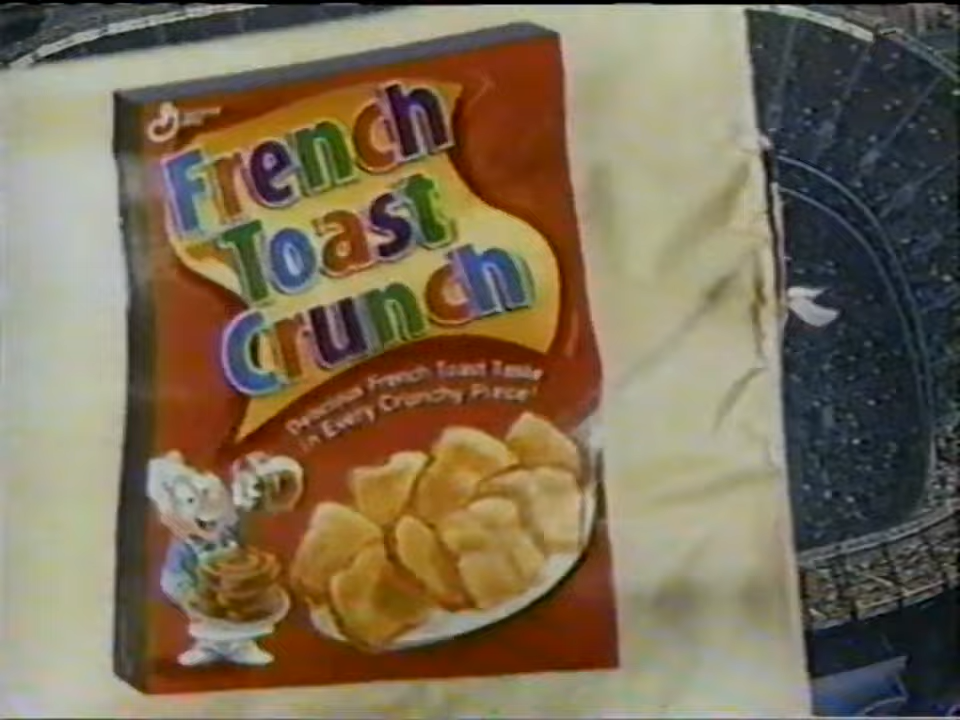 French
Toast
Crunch
Delicious French Toast Taste
in Every Crunchy Piece!